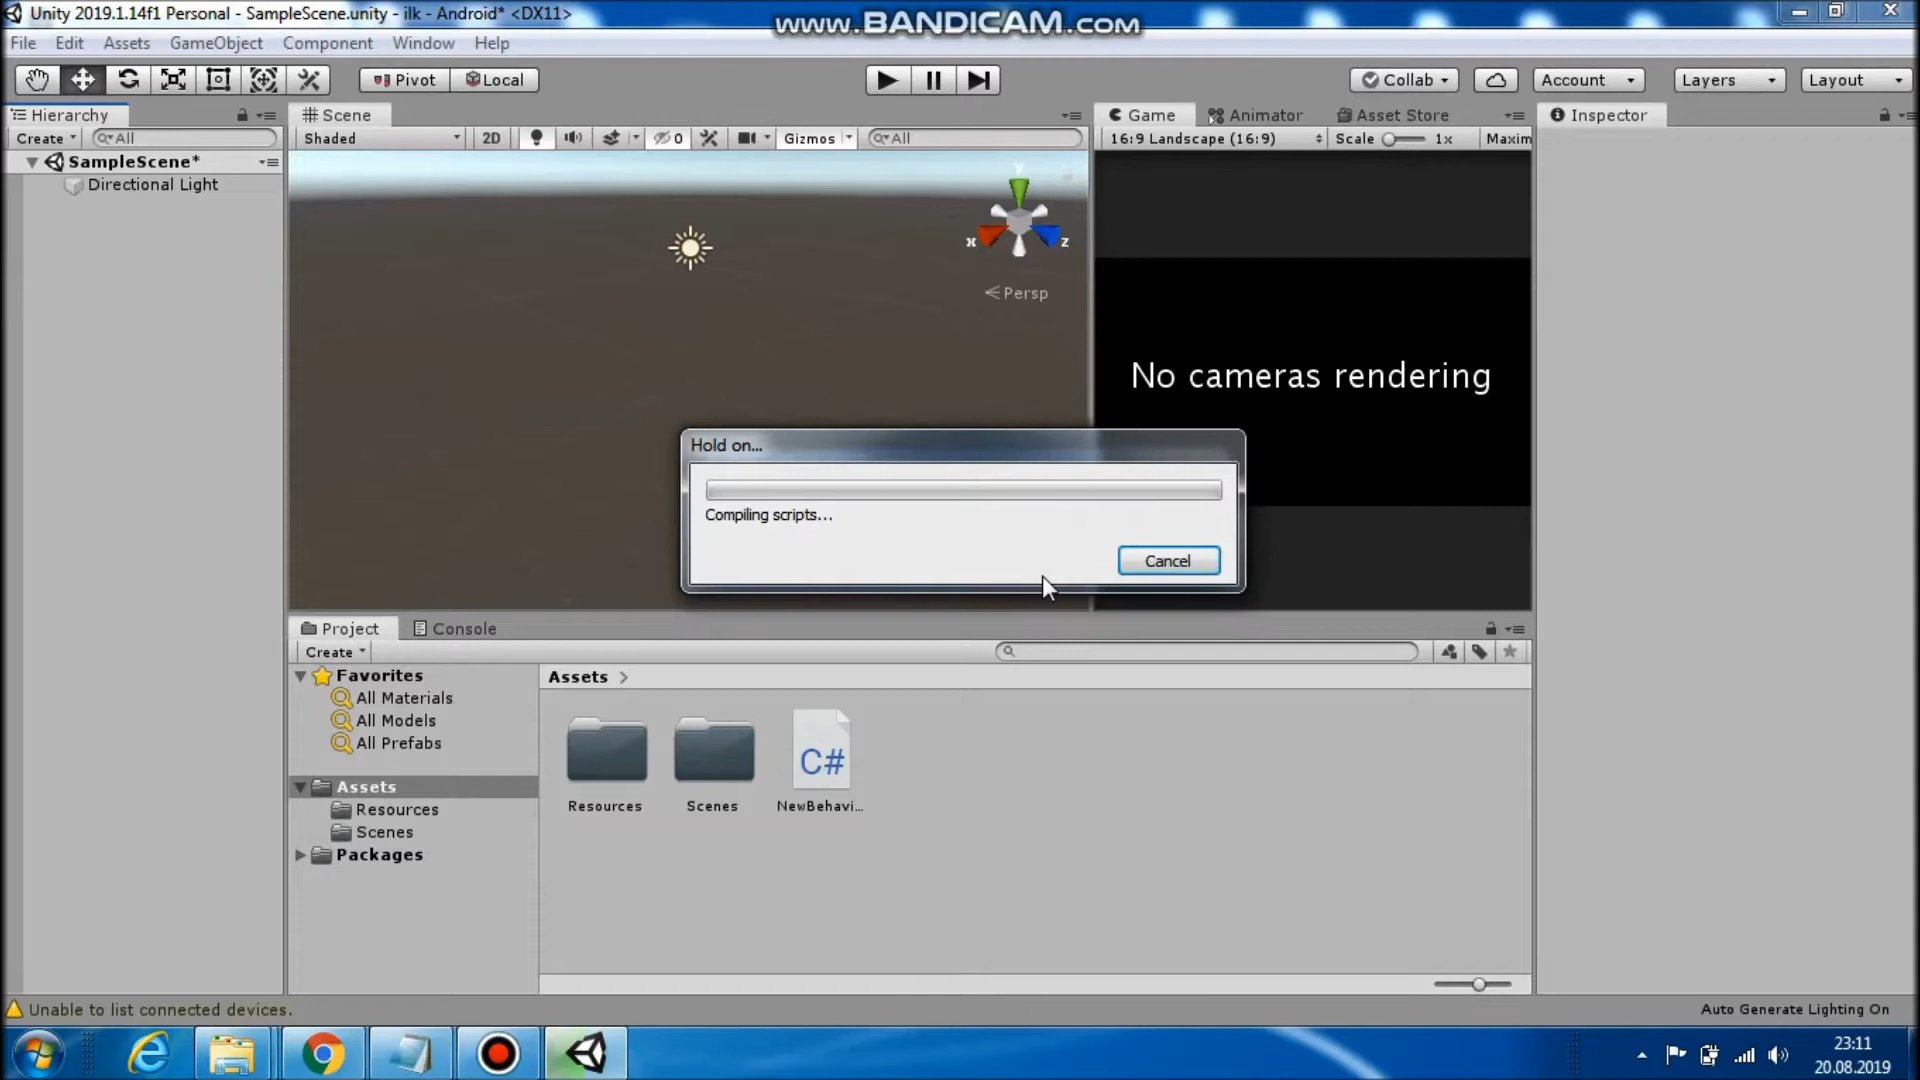 Unity 2019.1.14f1 Personal - SampleScene.unity - ilk - Android* <DX11>
www.BANDICAM.com
File Edit Assets GameObject Component Window Help
Pivot Local Collab Account Layers Layout
Hierarchy Scene Game Animator Asset Store Inspector
Create All Shaded 2D 0 Gizmos All 16:9 Landscape (16:9) Scale 1x Maxim
SampleScene*
Directional Light
y
x z
Persp
No cameras rendering
Hold on...
Compiling scripts...
Cancel
Project Console
Create
Favorites
All Materials
All Models
All Prefabs
Assets
Resources
Scenes
Packages
Assets
C#
Resources Scenes NewBehavi...
Unable to list connected devices. Auto Generate Lighting On
23:11
20.08.2019